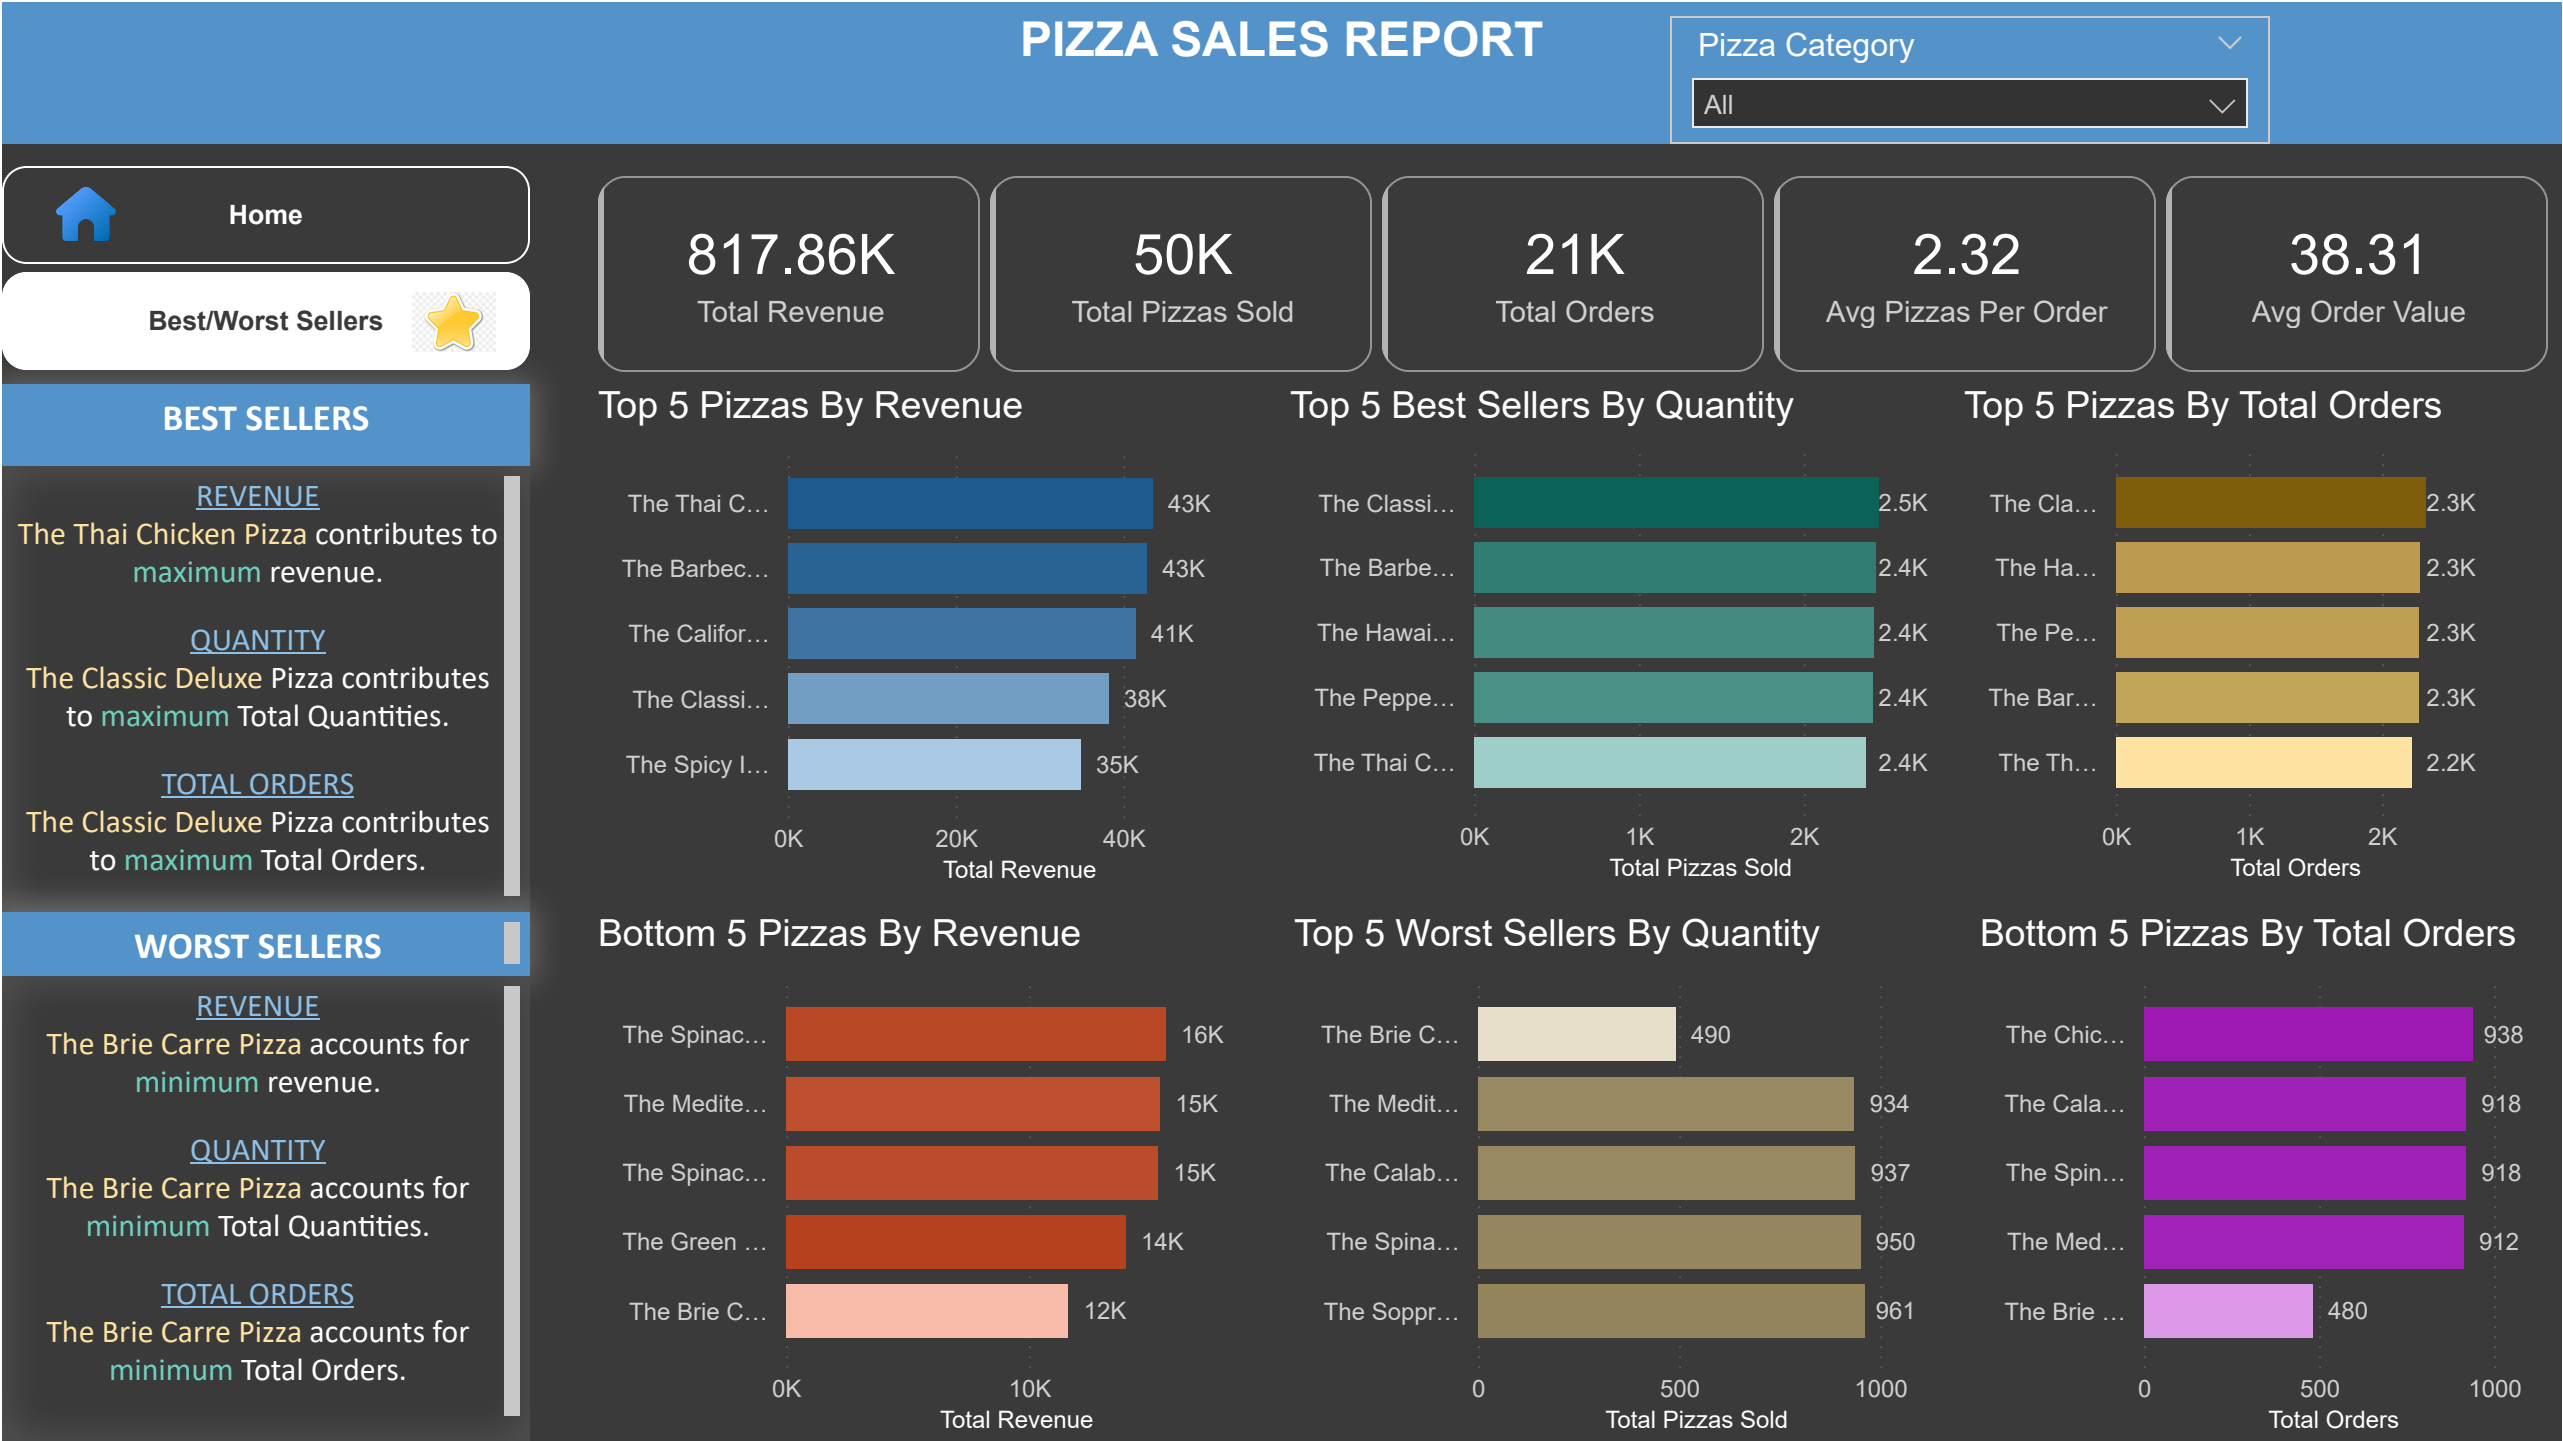 PIZZA SALES REPORT
Pizza Category
All
Home
Best/Worst Sellers
BEST SELLERS
REVENUE
The Thai Chicken Pizza contributes to
maximum revenue.
QUANTITY
The Classic Deluxe Pizza contributes
to maximum Total Quantities.
TOTAL ORDERS
The Classic Deluxe Pizza contributes
to maximum Total Orders.
WORST SELLERS
REVENUE
The Brie Carre Pizza accounts for
minimum revenue.
QUANTITY
The Brie Carre Pizza accounts for
minimum Total Quantities.
TOTAL ORDERS
The Brie Carre Pizza accounts for
minimum Total Orders.
817.86K
Total Revenue
50K
Total Pizzas Sold
21K
Total Orders
2.32
Avg Pizzas Per Order
38.31
Avg Order Value
Top 5 Pizzas By Revenue
The Thai C... 43K
The Barbec... 43K
The Califor... 41K
The Classi... 38K
The Spicy I... 35K
0K 20K 40K
Total Revenue
Top 5 Best Sellers By Quantity
The Classi... 2.5K
The Barbe... 2.4K
The Hawai... 2.4K
The Peppe... 2.4K
The Thai C... 2.4K
0K 1K 2K
Total Pizzas Sold
Top 5 Pizzas By Total Orders
The Cla... 2.3K
The Ha... 2.3K
The Pe... 2.3K
The Bar... 2.3K
The Th... 2.2K
0K 1K 2K
Total Orders
Bottom 5 Pizzas By Revenue
The Spinac... 16K
The Medite... 15K
The Spinac... 15K
The Green ... 14K
The Brie C... 12K
0K 10K
Total Revenue
Top 5 Worst Sellers By Quantity
The Brie C... 490
The Medit... 934
The Calab... 937
The Spina... 950
The Soppr... 961
0 500 1000
Total Pizzas Sold
Bottom 5 Pizzas By Total Orders
The Chic... 938
The Cala... 918
The Spin... 918
The Med... 912
The Brie ... 480
0 500 1000
Total Orders